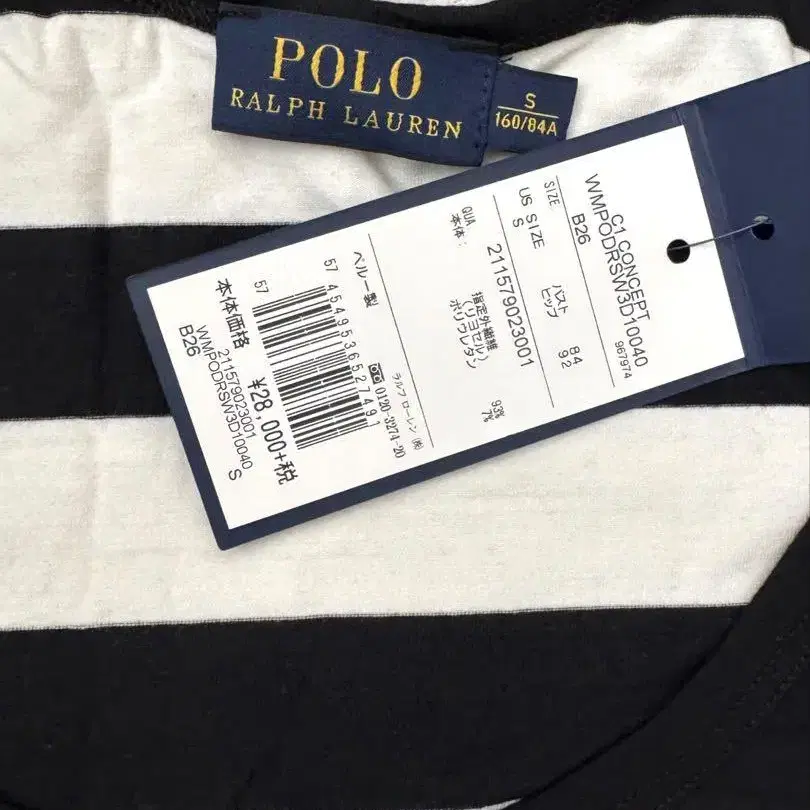 POLO
RALPH LAUREN
S
160/84A
C1 CONCEPT
WMPODRSW3D10040
967974
B26
SIZE
US SIZE
S
バスト 84
ヒップ 92
211579023001
QUA
本体:
指定外繊維
(リヨセル) 93%
ポリウレタン 7%
ペルー製
ラルフ ローレン(株)
0120-3274-20
57
57
4549536527491
本体価格 ¥28,000+税
211579023001
WMPODRSW3D10040
B26
S